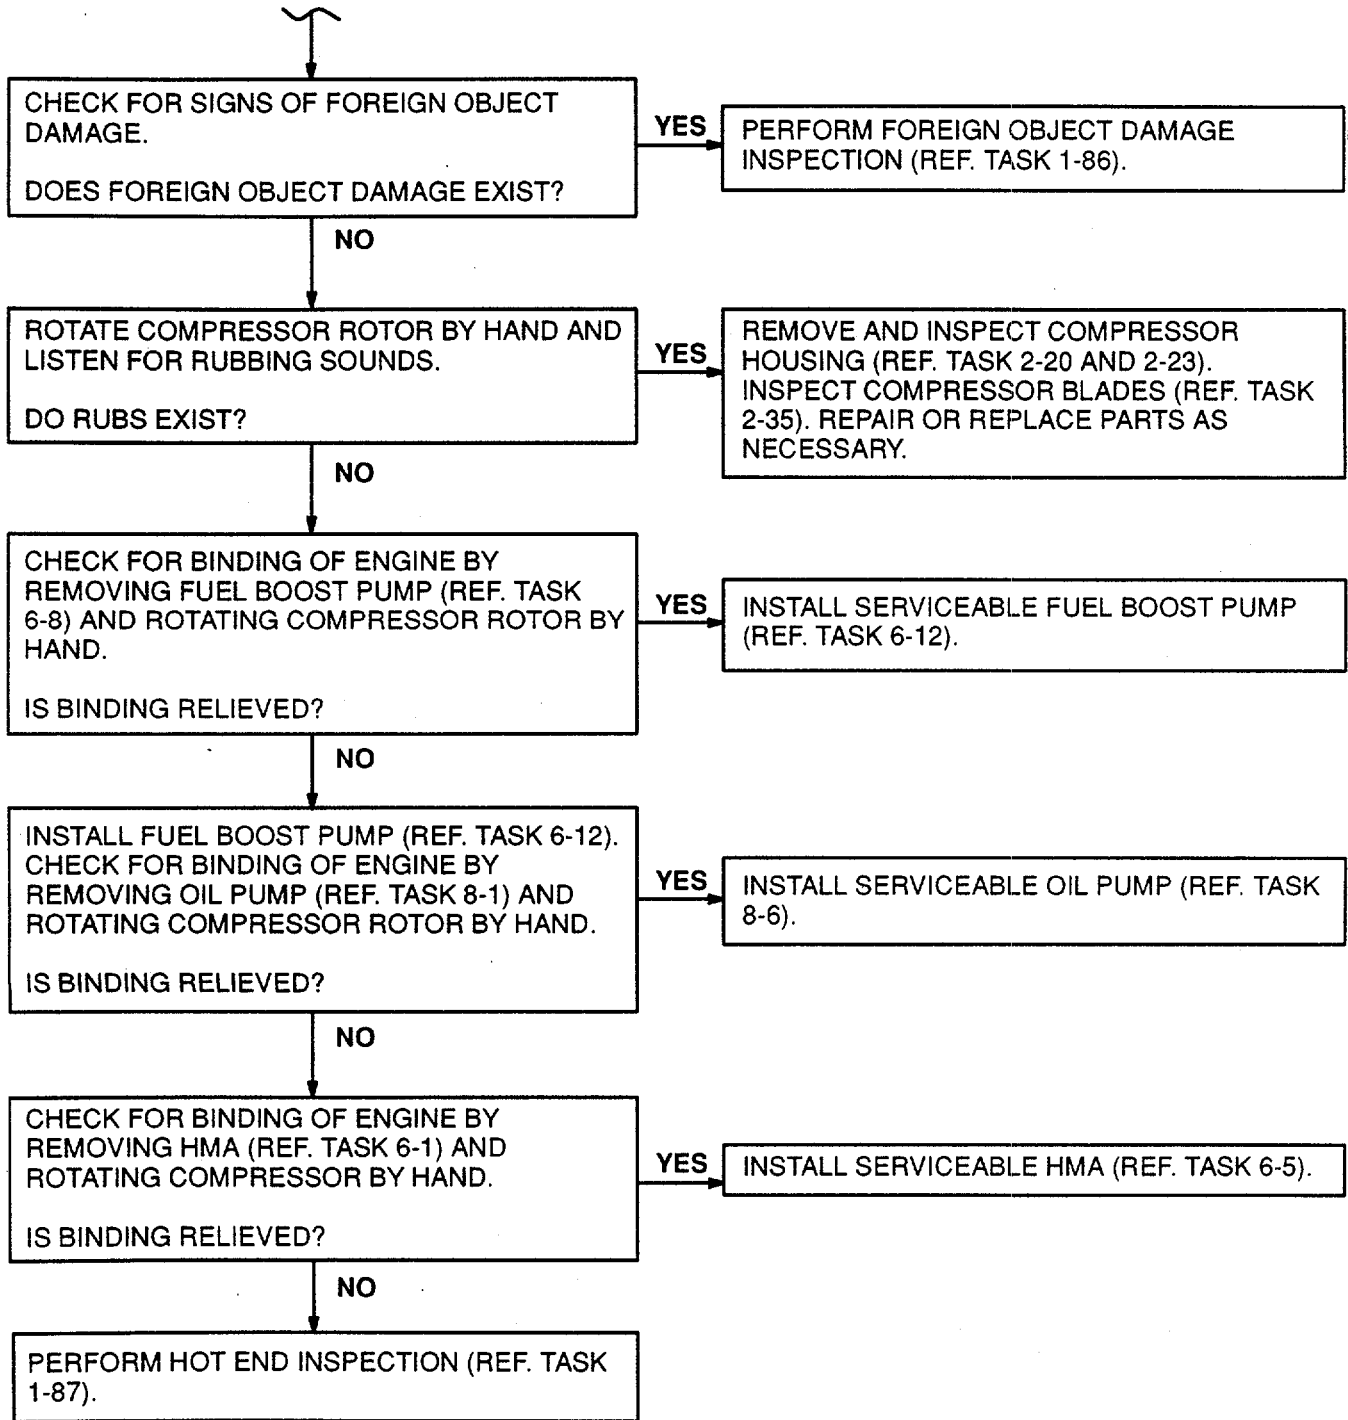 CHECK FOR SIGNS OF FOREIGN OBJECT
DAMAGE.
DOES FOREIGN OBJECT DAMAGE EXIST?
YES
PERFORM FOREIGN OBJECT DAMAGE
INSPECTION (REF. TASK 1-86).
NO
ROTATE COMPRESSOR ROTOR BY HAND AND
LISTEN FOR RUBBING SOUNDS.
DO RUBS EXIST?
YES
REMOVE AND INSPECT COMPRESSOR
HOUSING (REF. TASK 2-20 AND 2-23).
INSPECT COMPRESSOR BLADES (REF. TASK
2-35). REPAIR OR REPLACE PARTS AS
NECESSARY.
NO
CHECK FOR BINDING OF ENGINE BY
REMOVING FUEL BOOST PUMP (REF. TASK
6-8) AND ROTATING COMPRESSOR ROTOR BY
HAND.
IS BINDING RELIEVED?
YES
INSTALL SERVICEABLE FUEL BOOST PUMP
(REF. TASK 6-12).
NO
INSTALL FUEL BOOST PUMP (REF. TASK 6-12).
CHECK FOR BINDING OF ENGINE BY
REMOVING OIL PUMP (REF. TASK 8-1) AND
ROTATING COMPRESSOR ROTOR BY HAND.
IS BINDING RELIEVED?
YES
INSTALL SERVICEABLE OIL PUMP (REF. TASK
8-6).
NO
CHECK FOR BINDING OF ENGINE BY
REMOVING HMA (REF. TASK 6-1) AND
ROTATING COMPRESSOR BY HAND.
IS BINDING RELIEVED?
YES
INSTALL SERVICEABLE HMA (REF. TASK 6-5).
NO
PERFORM HOT END INSPECTION (REF. TASK
1-87).